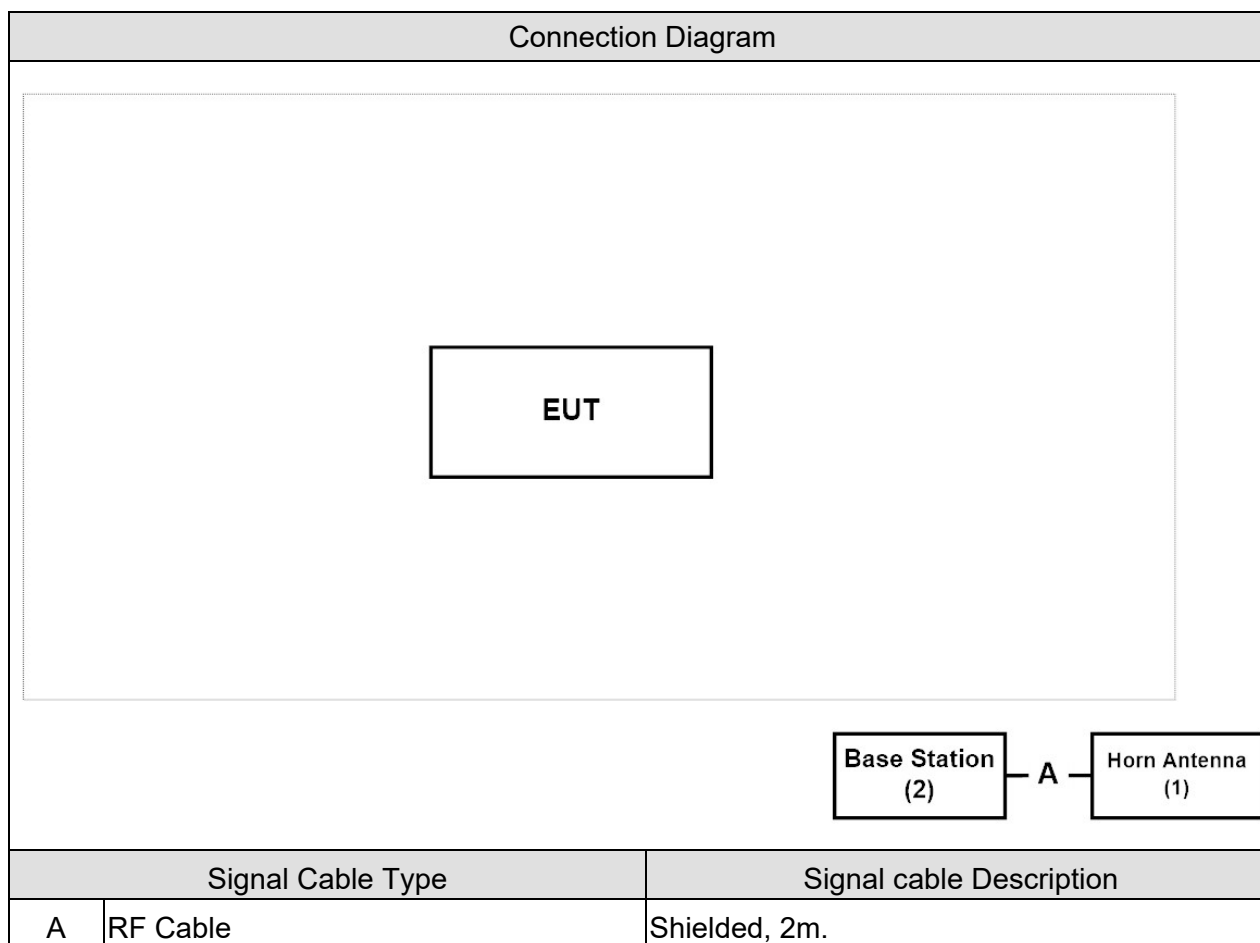 Connection Diagram
EUT
Base Station
(2)
A
Horn Antenna
(1)
Signal Cable Type
Signal cable Description
A
RF Cable
Shielded, 2m.